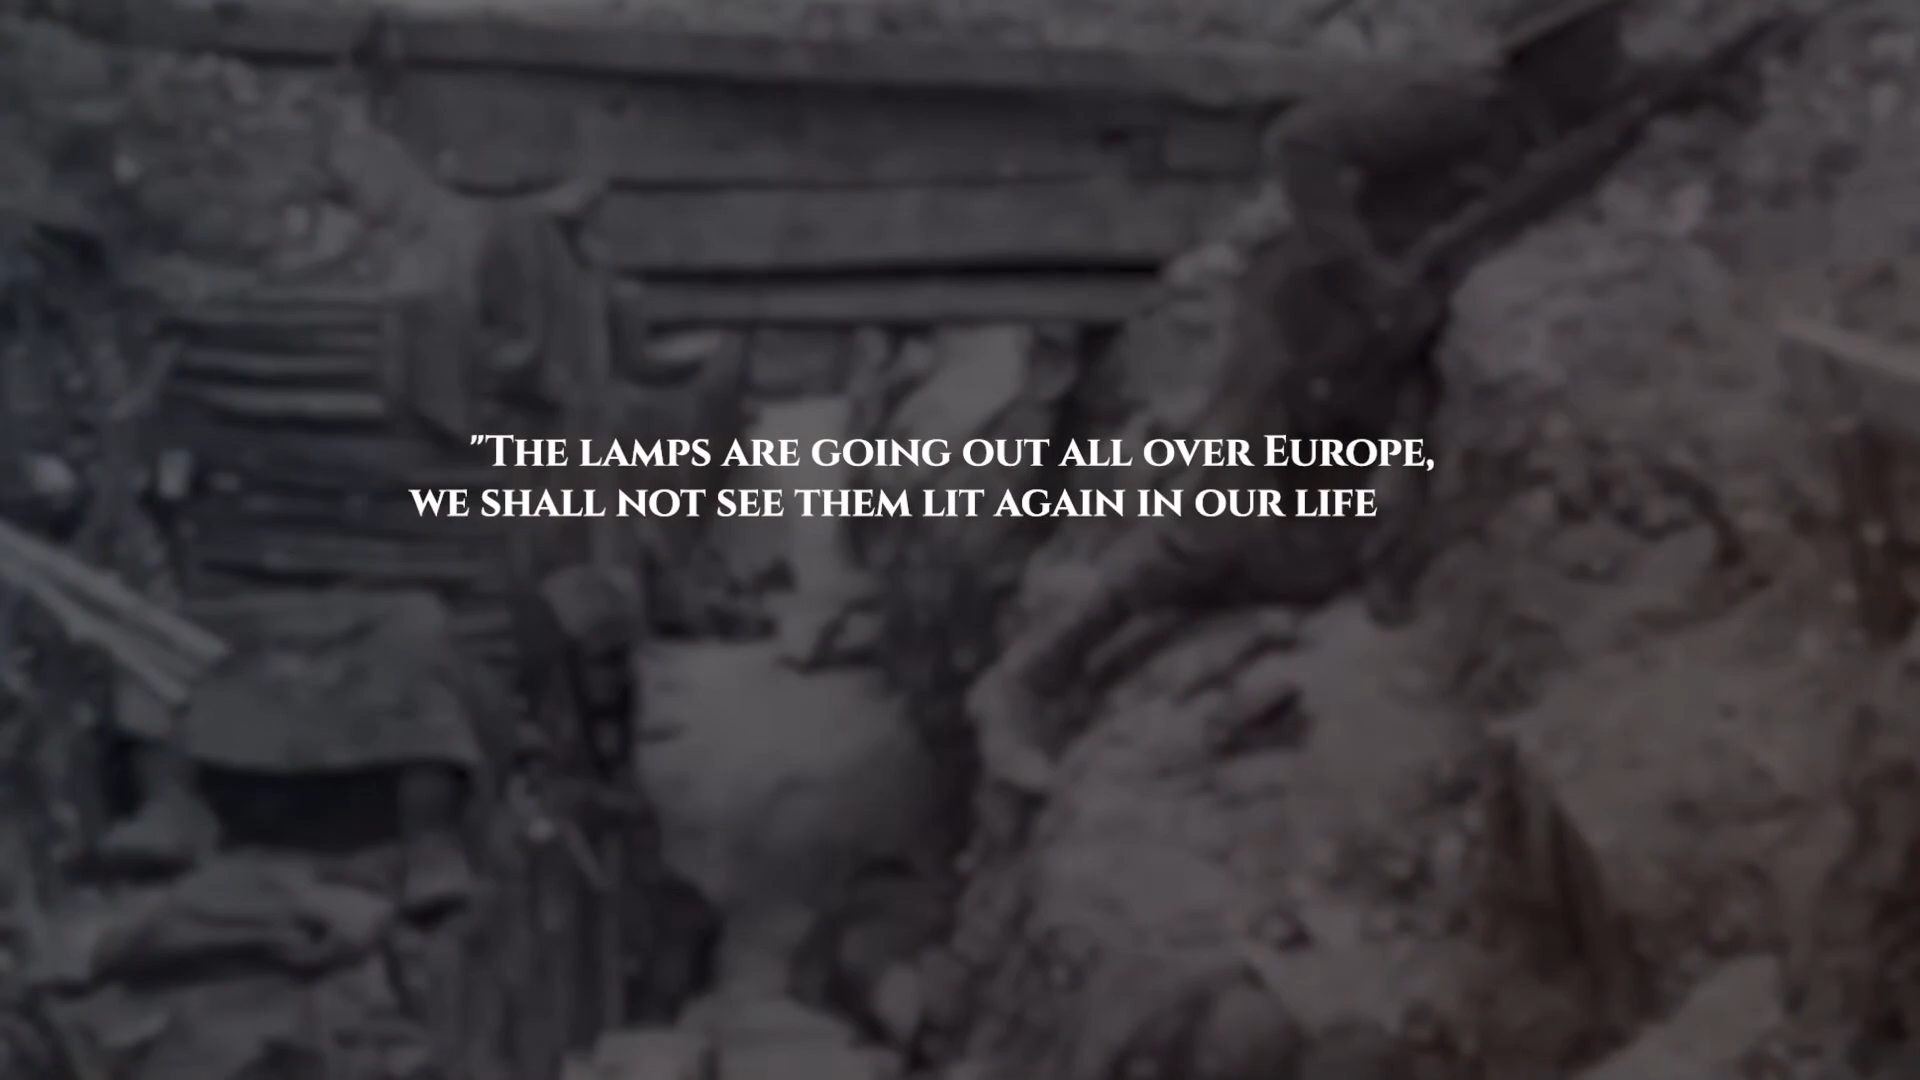 "The lamps are going out all over Europe,
we shall not see them lit again in our life